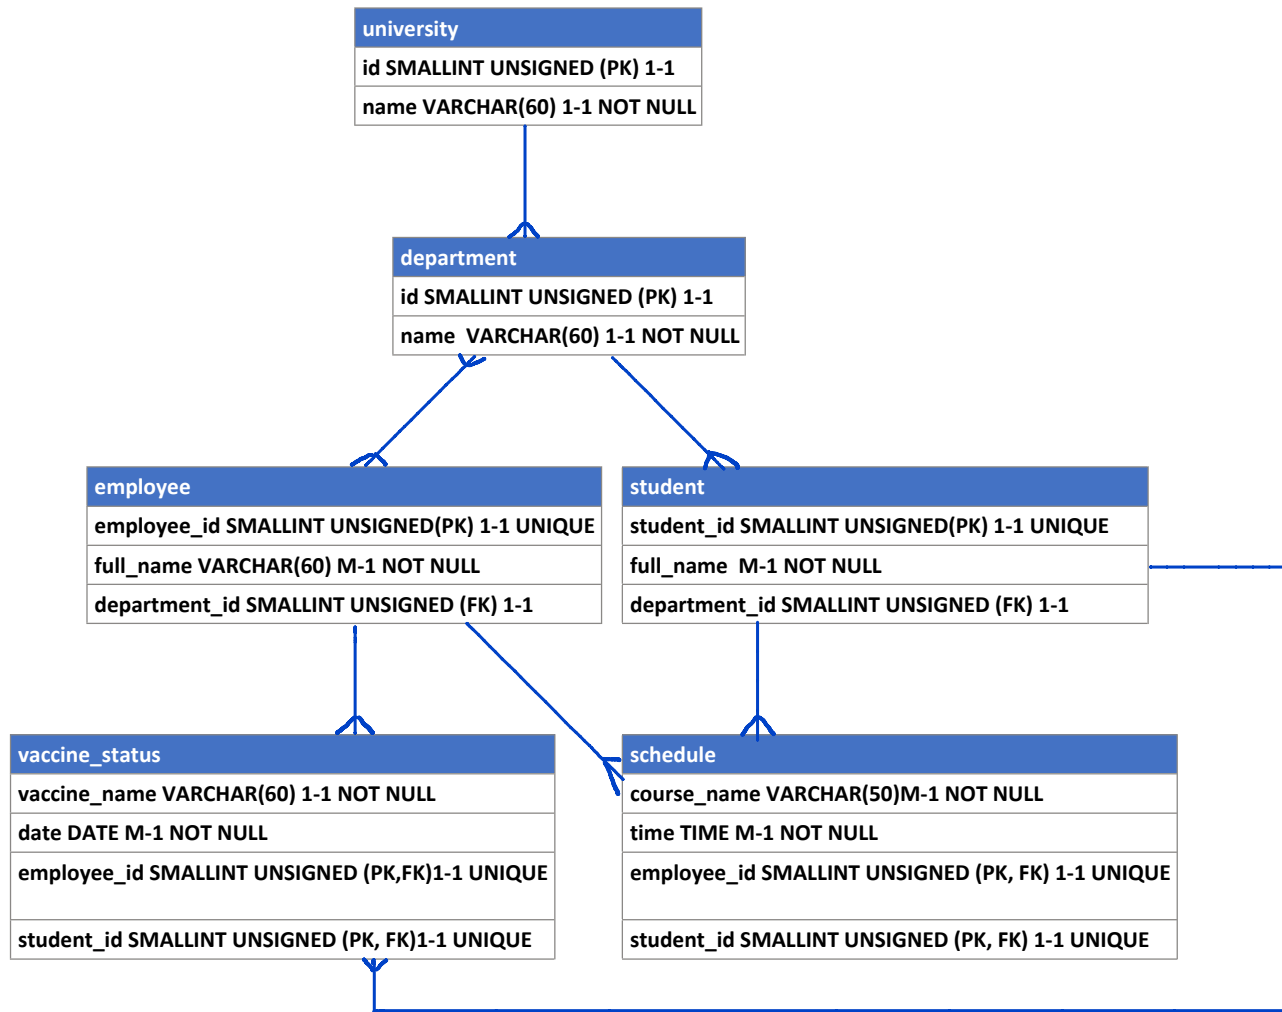 university
id SMALLINT UNSIGNED (PK) 1-1
name VARCHAR(60) 1-1 NOT NULL
department
id SMALLINT UNSIGNED (PK) 1-1
name  VARCHAR(60) 1-1 NOT NULL
employee
employee_id SMALLINT UNSIGNED(PK) 1-1 UNIQUE
full_name VARCHAR(60) M-1 NOT NULL
department_id SMALLINT UNSIGNED (FK) 1-1
student
student_id SMALLINT UNSIGNED(PK) 1-1 UNIQUE
full_name  M-1 NOT NULL
department_id SMALLINT UNSIGNED (FK) 1-1
vaccine_status
vaccine_name VARCHAR(60) 1-1 NOT NULL
date DATE M-1 NOT NULL
employee_id SMALLINT UNSIGNED (PK,FK)1-1 UNIQUE
student_id SMALLINT UNSIGNED (PK, FK)1-1 UNIQUE
schedule
course_name VARCHAR(50)M-1 NOT NULL
time TIME M-1 NOT NULL
employee_id SMALLINT UNSIGNED (PK, FK) 1-1 UNIQUE
student_id SMALLINT UNSIGNED (PK, FK) 1-1 UNIQUE